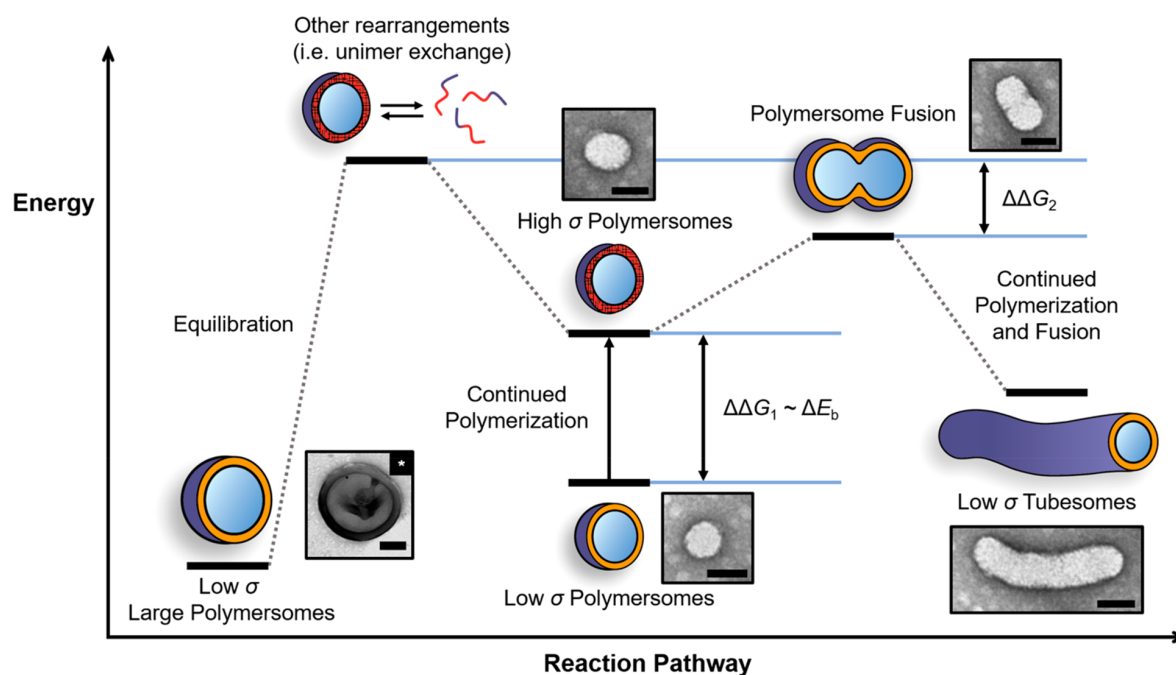 Other rearrangements
(i.e. unimer exchange)
Polymersome Fusion
Energy
ΔΔG₂
High σ Polymersomes
Equilibration
Continued
Polymerization
and Fusion
Continued
Polymerization
ΔΔG₁ ~ ΔE_b
*
Low σ Tubesomes
Low σ
Large Polymersomes
Low σ Polymersomes
Reaction Pathway